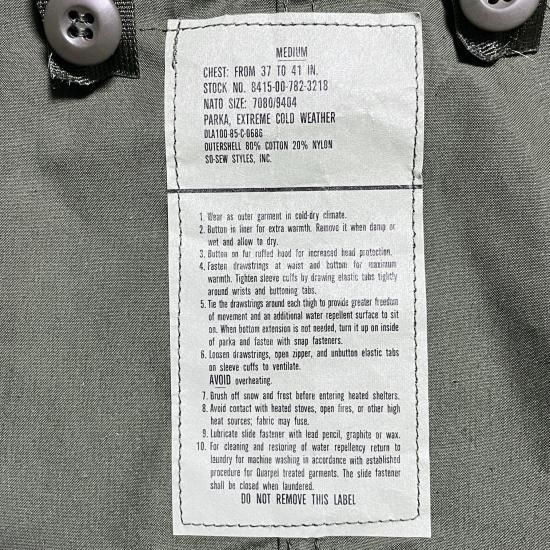 MEDIUM
CHEST: FROM 37 TO 41 IN.
STOCK NO. 8415-00-782-3218
NATO SIZE: 7080/9404
PARKA, EXTREME COLD WEATHER
DLA100-85-C-0686
OUTERSHELL 80% COTTON 20% NYLON
SO-SEW STYLES, INC.
1. Wear as outer garment in cold-dry climate.
2. Button in liner for extra warmth. Remove it when damp or
wet and allow to dry.
3. Button on fur ruffed hood for increased head protection.
4. Fasten drawstrings at waist and bottom for maximum
warmth. Tighten sleeve cuffs by drawing elastic tabs tightly
around wrists and buttoning tabs.
5. Tie the drawstrings around each thigh to provide greater freedom
of movement and an additional water repellent surface to sit
on. When bottom extension is not needed, turn it up on inside
of parka and fasten with snap fasteners.
6. Loosen drawstrings, open zipper, and unbutton elastic tabs
on sleeve cuffs to ventilate.
AVOID overheating.
7. Brush off snow and frost before entering heated shelters.
8. Avoid contact with heated stoves, open fires, or other high
heat sources; fabric may fuse.
9. Lubricate slide fastener with lead pencil, graphite or wax.
10. For cleaning and restoring of water repellency return to
laundry for machine washing in accordance with established
procedure for Quarpel treated garments. The slide fastener
shall be closed when laundered.
DO NOT REMOVE THIS LABEL